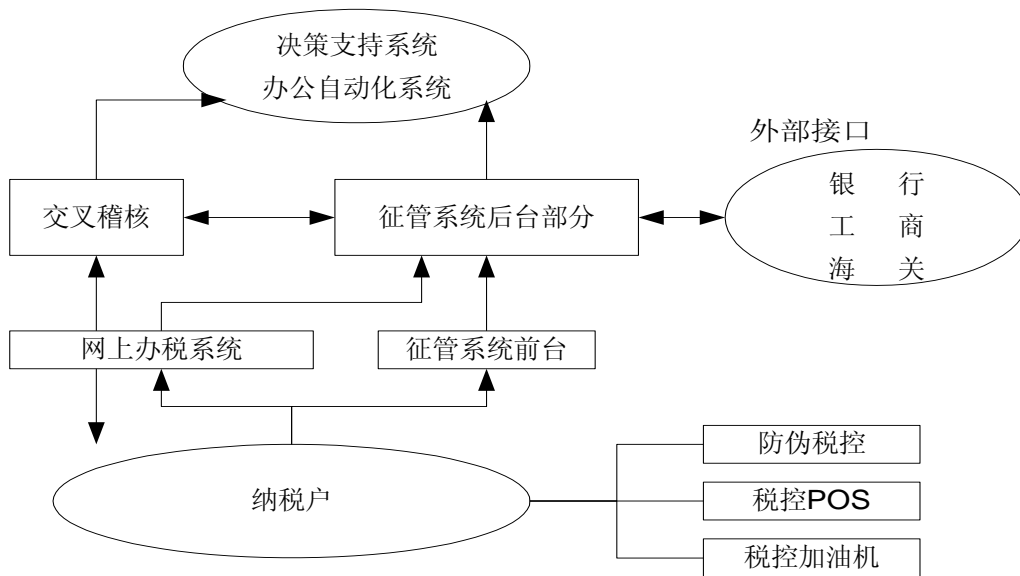 决策支持系统
办公自动化系统
外部接口
银 行
工 商
海 关
交叉稽核
征管系统后台部分
网上办税系统
征管系统前台
纳税户
防伪税控
税控POS
税控加油机